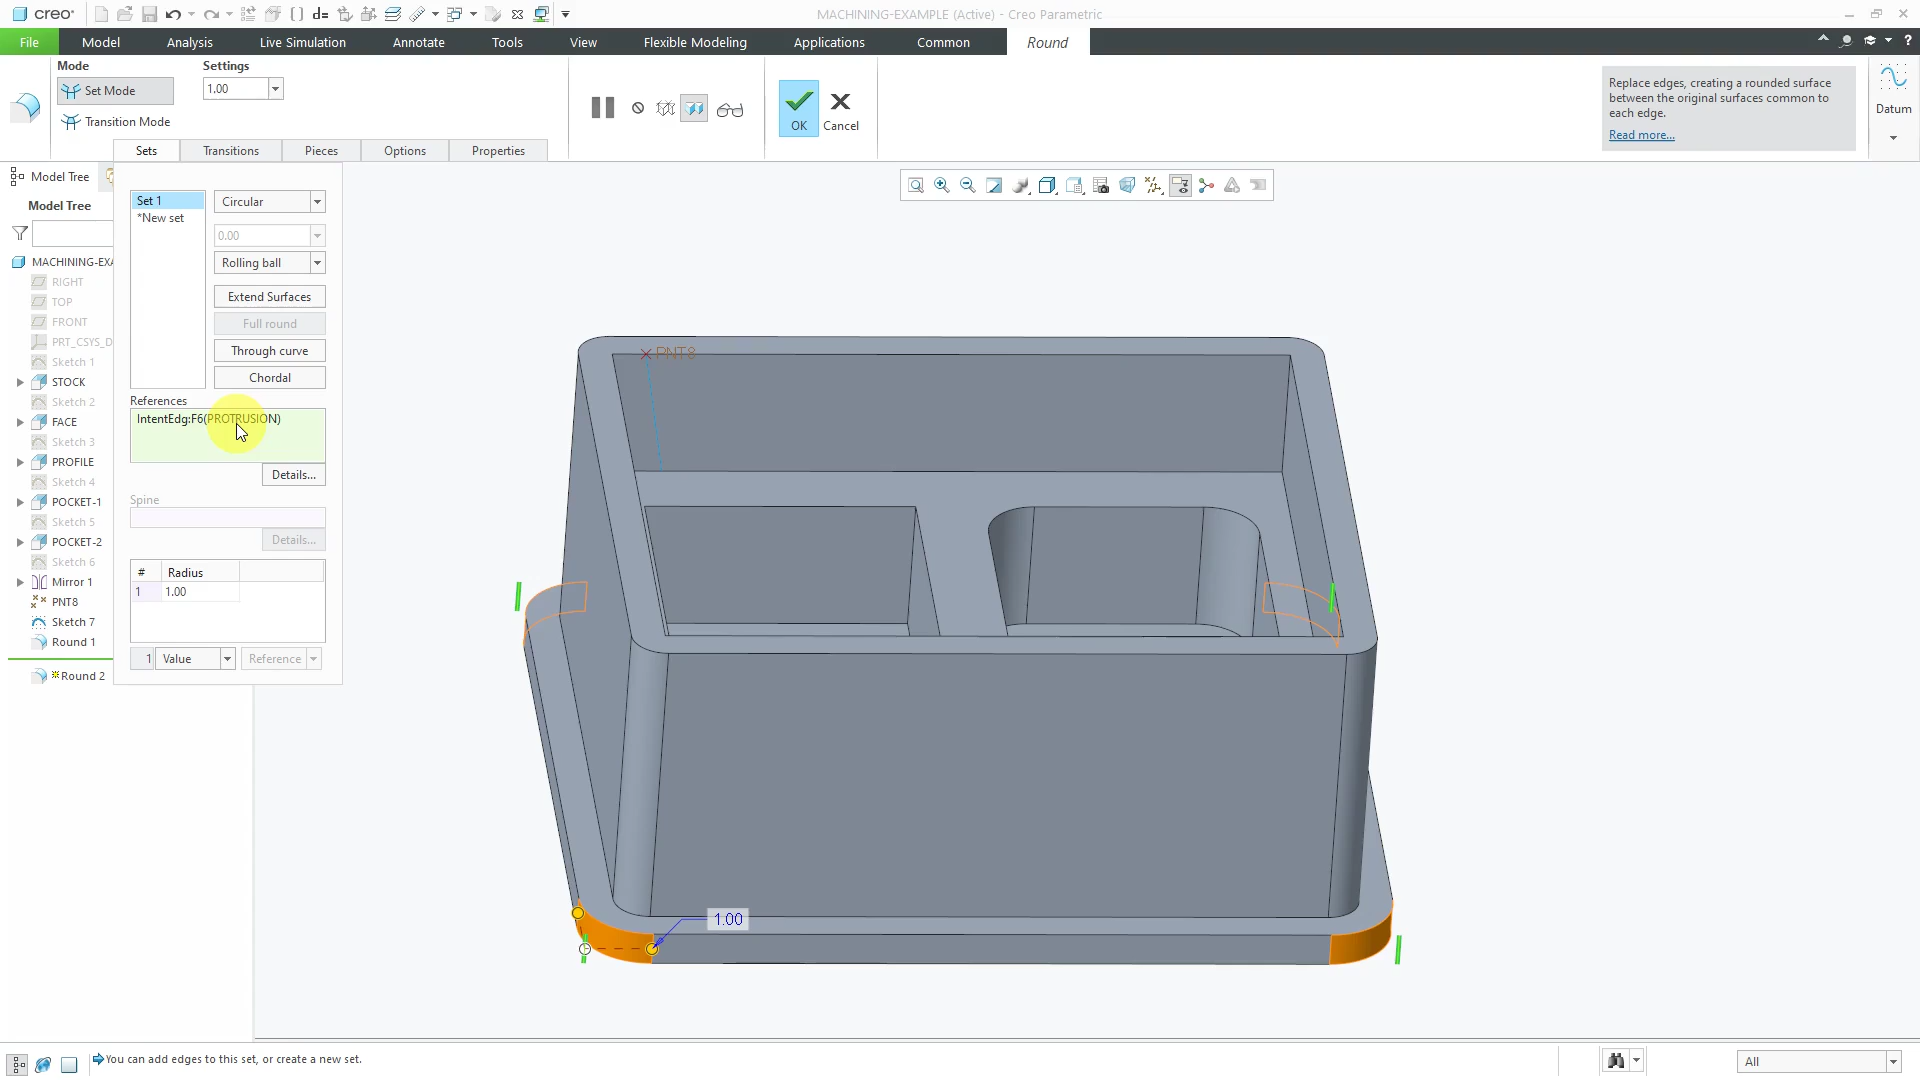 creo
MACHINING-EXAMPLE (Active) - Creo Parametric
File
Model
Analysis
Live Simulation
Annotate
Tools
View
Flexible Modeling
Applications
Common
Round
Mode
Set Mode
Transition Mode
Settings
1.00
OK
Cancel
Replace edges, creating a rounded surface
between the original surfaces common to
each edge.
Read more...
Datum
Sets
Transitions
Pieces
Options
Properties
Model Tree
Model Tree
MACHINING-EXA
RIGHT
TOP
FRONT
PRT_CSYS_D
Sketch 1
STOCK
Sketch 2
FACE
Sketch 3
PROFILE
Sketch 4
POCKET-1
Sketch 5
POCKET-2
Sketch 6
Mirror 1
PNT8
Sketch 7
Round 1
Round 2
Set 1
*New set
Circular
0.00
Rolling ball
Extend Surfaces
Full round
Through curve
Chordal
References
IntentEdg:F6(PROTRUSION)
Details...
Spine
Details...
# Radius
1 1.00
1 Value Reference
PNT8
1.00
You can add edges to this set, or create a new set.
All